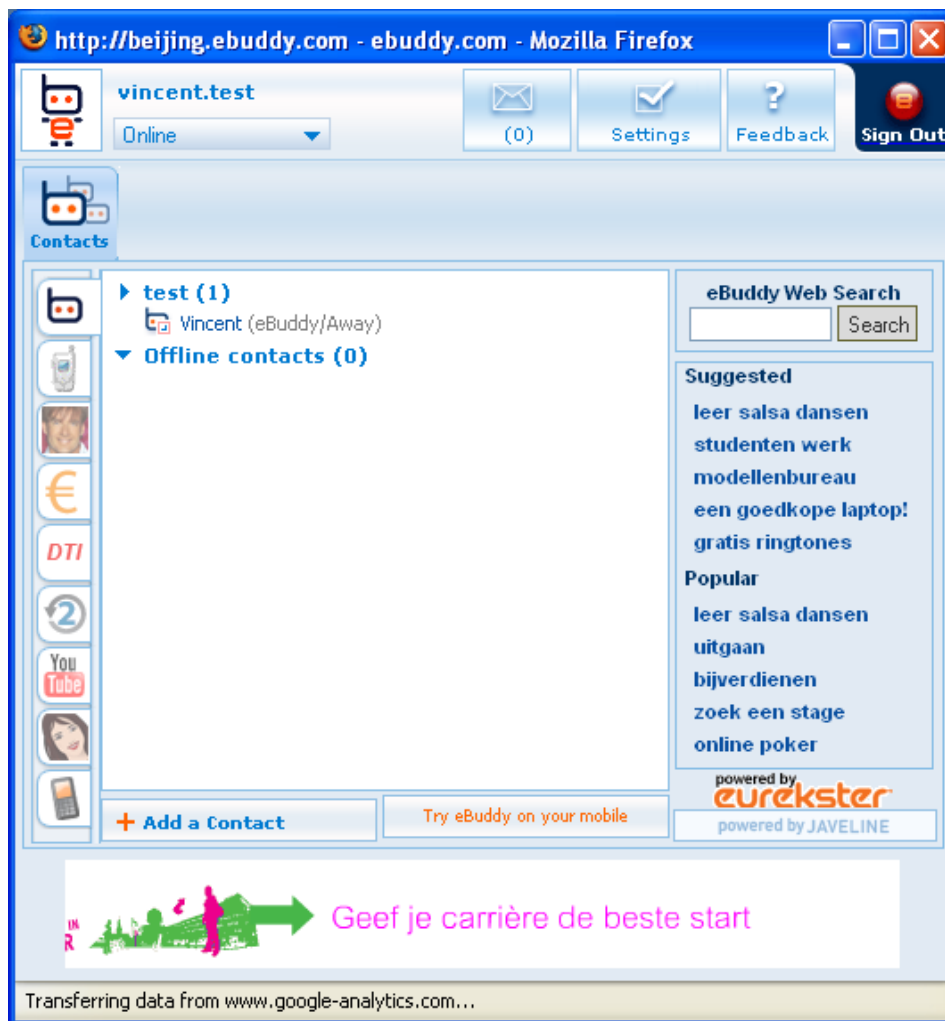 http://beijing.ebuddy.com - ebuddy.com - Mozilla Firefox
vincent.test
Online
(0)
Settings
? Feedback
e
Sign Out
Contacts
test (1)
Vincent (eBuddy/Away)
Offline contacts (0)
€
DTI
2
You
Tube
eBuddy Web Search
Search
Suggested
leer salsa dansen
studenten werk
modellenbureau
een goedkope laptop!
gratis ringtones
Popular
leer salsa dansen
uitgaan
bijverdienen
zoek een stage
online poker
powered by
eurekster
powered by JAVELINE
+ Add a Contact
Try eBuddy on your mobile
IN
R
Geef je carrière de beste start
Transferring data from www.google-analytics.com...